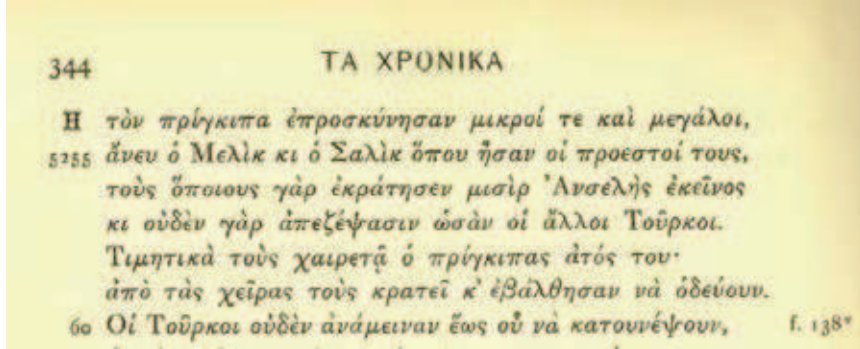 344 ΤΑ ΧΡΟΝΙΚΑ
H τὸν πρίγκιπα ἐπροσκύνησαν μικροί τε καὶ μεγάλοι,
5255 ἄνευ ὁ Μελὶκ κι ὁ Σαλὶκ ὅπου ἦσαν οἱ προεστοί τους,
τοὺς ὅποιους γὰρ ἐκράτησεν μισὶρ Ἀνσελὴς ἐκεῖνος
κι οὐδὲν γὰρ ἀπεζέψασιν ὡσὰν οἱ ἄλλοι Τοῦρκοι.
Τιμητικὰ τοὺς χαιρετᾷ ὁ πρίγκιπας ἀτός του·
ἀπὸ τὰς χεῖρας τοὺς κρατεῖ κ’ ἐβάλθησαν νὰ ὁδεύουν.
60 Οἱ Τοῦρκοι οὐδὲν ἀνάμειναν ἕως οὗ νὰ κατουνέψουν, f. 138ᵛ